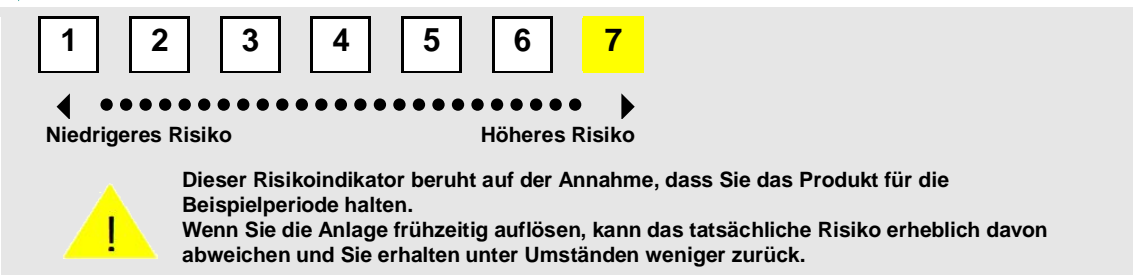 1 2 3 4 5 6 7
Niedrigeres Risiko Höheres Risiko
Dieser Risikoindikator beruht auf der Annahme, dass Sie das Produkt für die
Beispielperiode halten.
Wenn Sie die Anlage frühzeitig auflösen, kann das tatsächliche Risiko erheblich davon
abweichen und Sie erhalten unter Umständen weniger zurück.
!